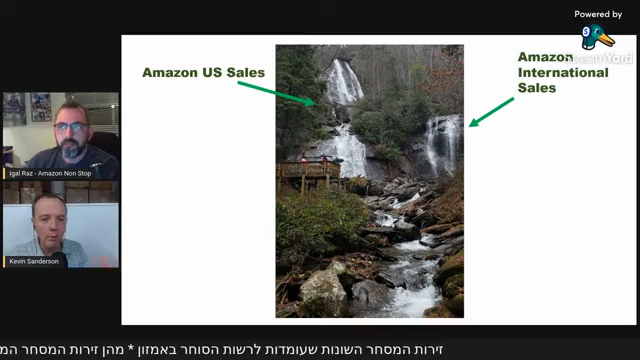 Powered by
StreamYard
Amazon US Sales
Amazon
International
Sales
Igal Raz - Amazon Non Stop
Kevin Sanderson
זירות המסחר השונות שעומדות לרשות הסוחר באמזון * מהן זירות המסחר